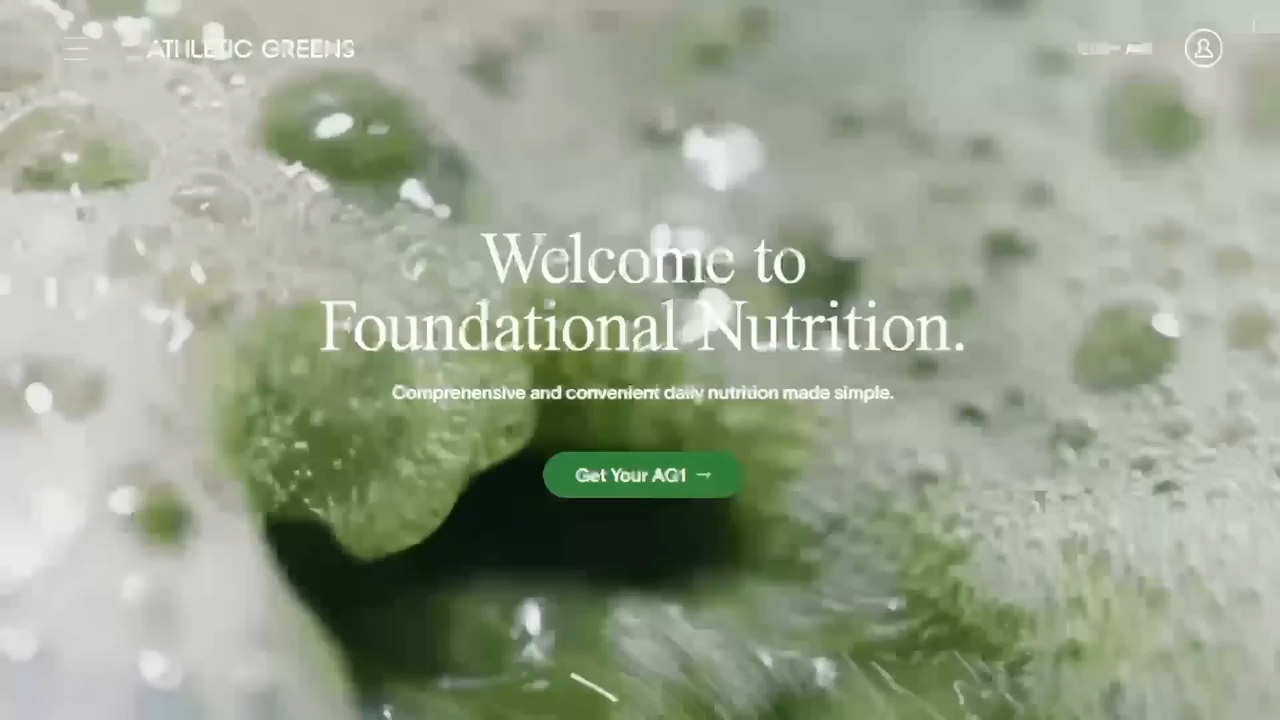 ATHLETIC GREENS
Welcome to
Foundational Nutrition.
Comprehensive and convenient daily nutrition made simple.
Get Your AG1 →